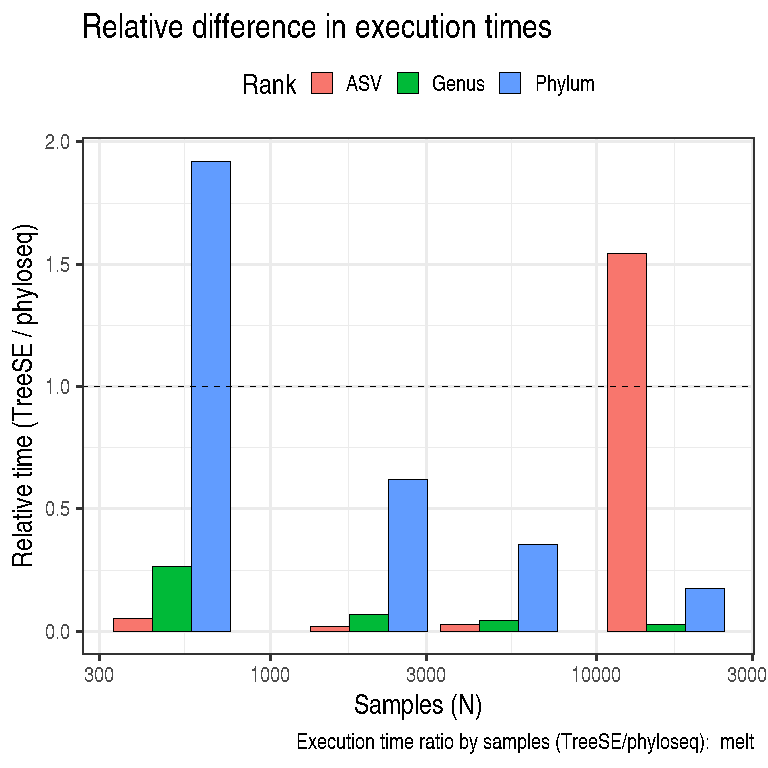 Relative difference in execution times
Rank ASV Genus Phylum
Relative time (TreeSE / phyloseq)
2.0
1.5
1.0
0.5
0.0
300 1000 3000 10000 3000
Samples (N)
Execution time ratio by samples (TreeSE/phyloseq): melt